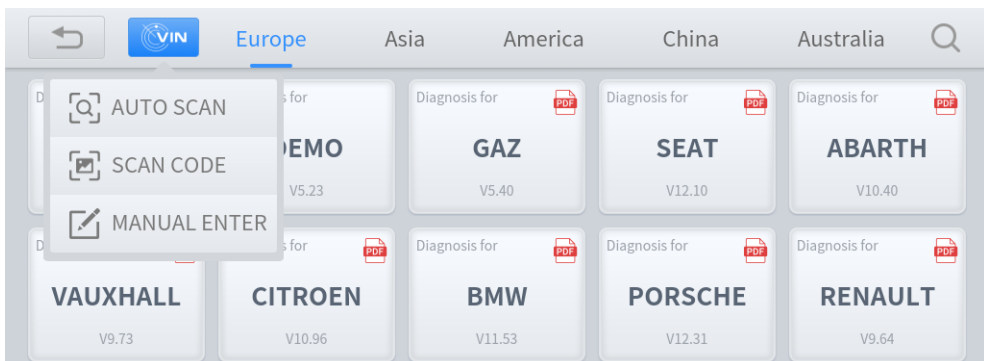 VIN
Europe
Asia
America
China
Australia
AUTO SCAN
SCAN CODE
MANUAL ENTER
for
V5.23
Diagnosis for
PDF
GAZ
V5.40
Diagnosis for
PDF
SEAT
V12.10
Diagnosis for
PDF
ABARTH
V10.40
VAUXHALL
V9.73
for
PDF
CITROEN
V10.96
Diagnosis for
PDF
BMW
V11.53
Diagnosis for
PDF
PORSCHE
V12.31
Diagnosis for
PDF
RENAULT
V9.64